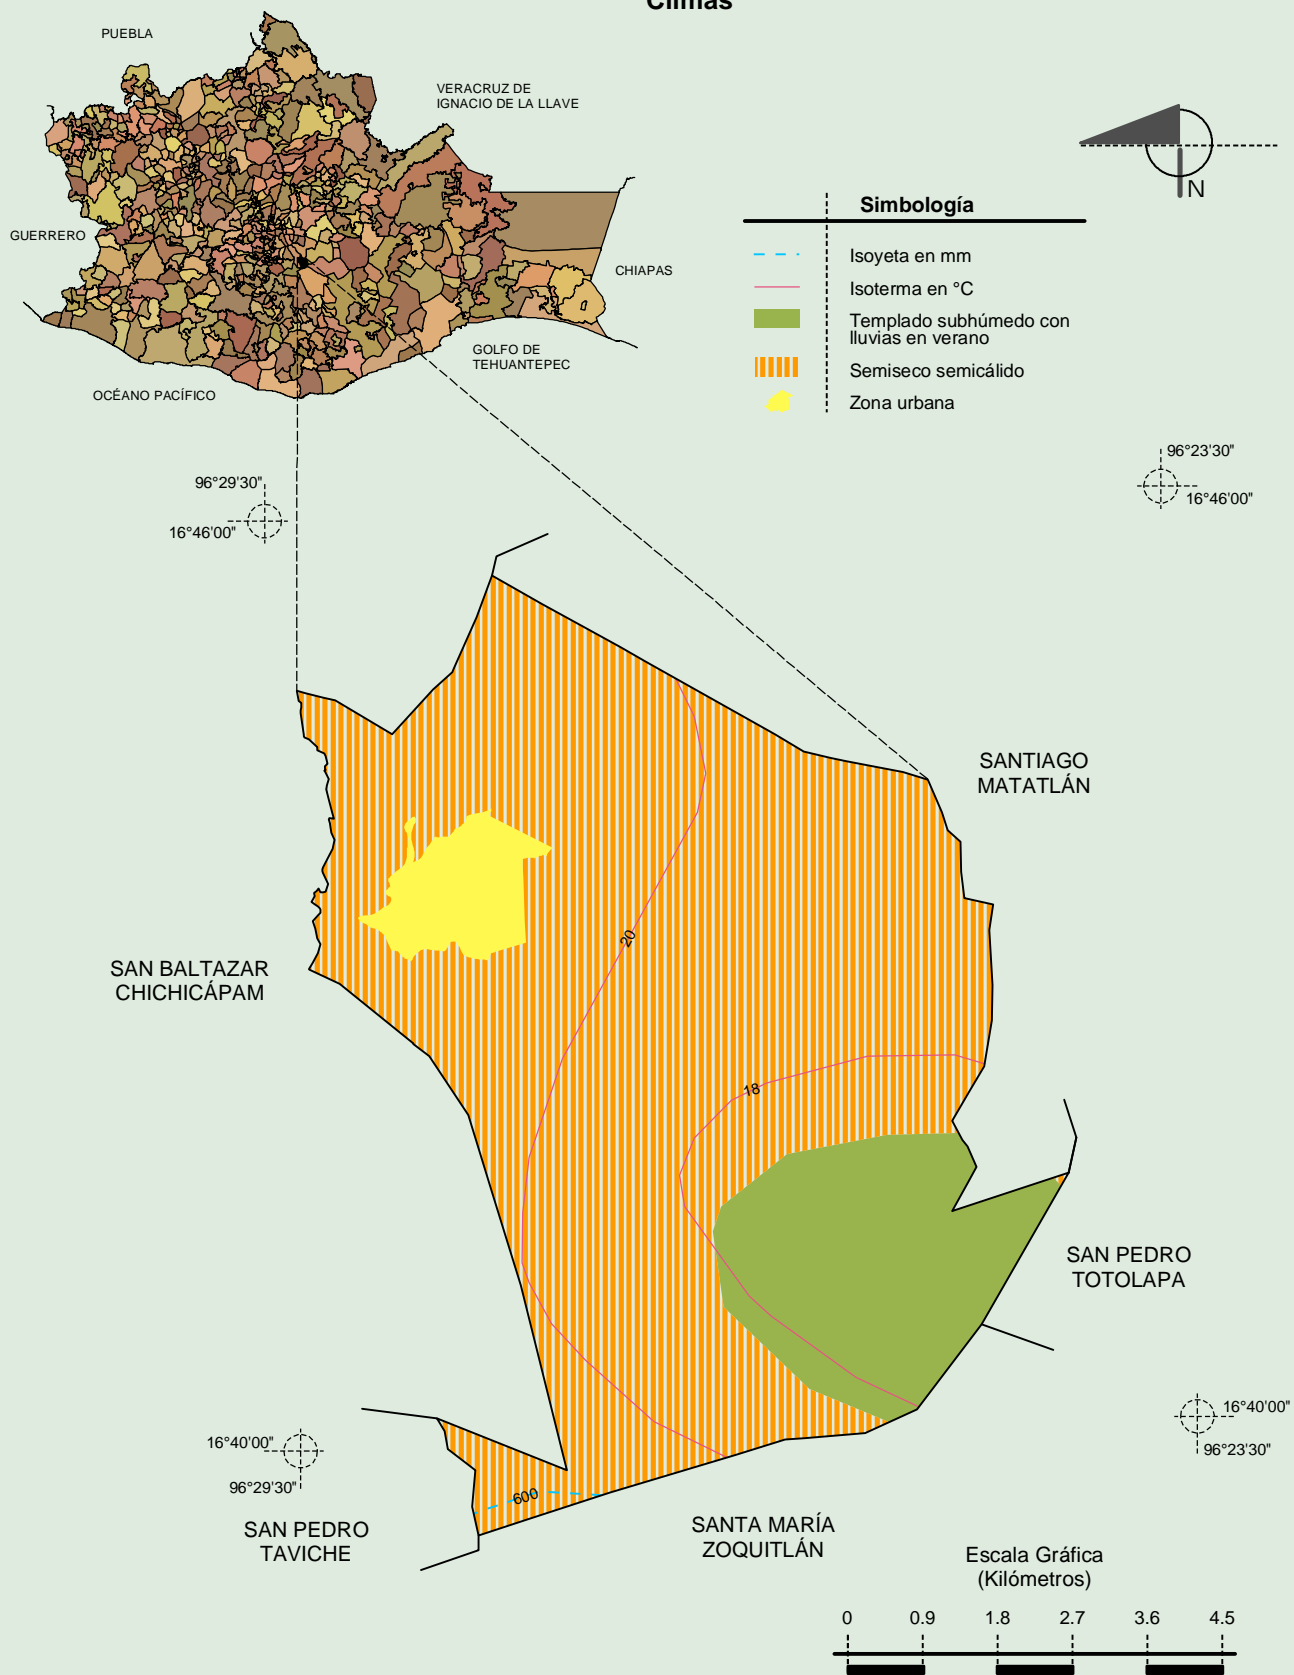 Climas
PUEBLA
VERACRUZ DE
IGNACIO DE LA LLAVE
GUERRERO
CHIAPAS
GOLFO DE
TEHUANTEPEC
OCÉANO PACÍFICO
N
Simbología
Isoyeta en mm
Isoterma en °C
Templado subhúmedo con
lluvias en verano
Semiseco semicálido
Zona urbana
96°29'30"
16°46'00"
96°23'30"
16°46'00"
SANTIAGO
MATATLÁN
20
SAN BALTAZAR
CHICHICÁPAM
18
SAN PEDRO
TOTOLAPA
16°40'00"
96°23'30"
16°40'00"
96°29'30"
600
SAN PEDRO
TAVICHE
SANTA MARÍA
ZOQUITLÁN
Escala Gráfica
(Kilómetros)
0 0.9 1.8 2.7 3.6 4.5